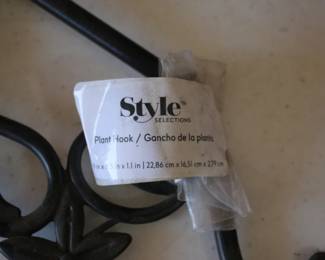 Style
SELECTIONS
Plant Hook / Gancho de la planta
in x 1.1 in | 22,86 cm x 16,51 cm x 2,79 cm